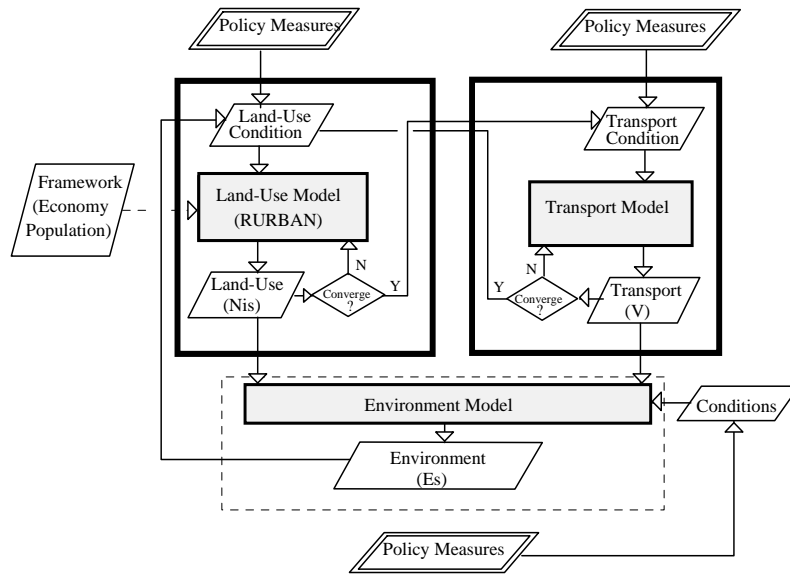 Policy Measures
Policy Measures
Land-Use
Condition
Transport
Condition
Framework
(Economy
Population)
Land-Use Model
(RURBAN)
Transport Model
N
N
Land-Use
(Nis)
Converge
?
Y
Y
Converge
?
Transport
(V)
Environment Model
Conditions
Environment
(Es)
Policy Measures